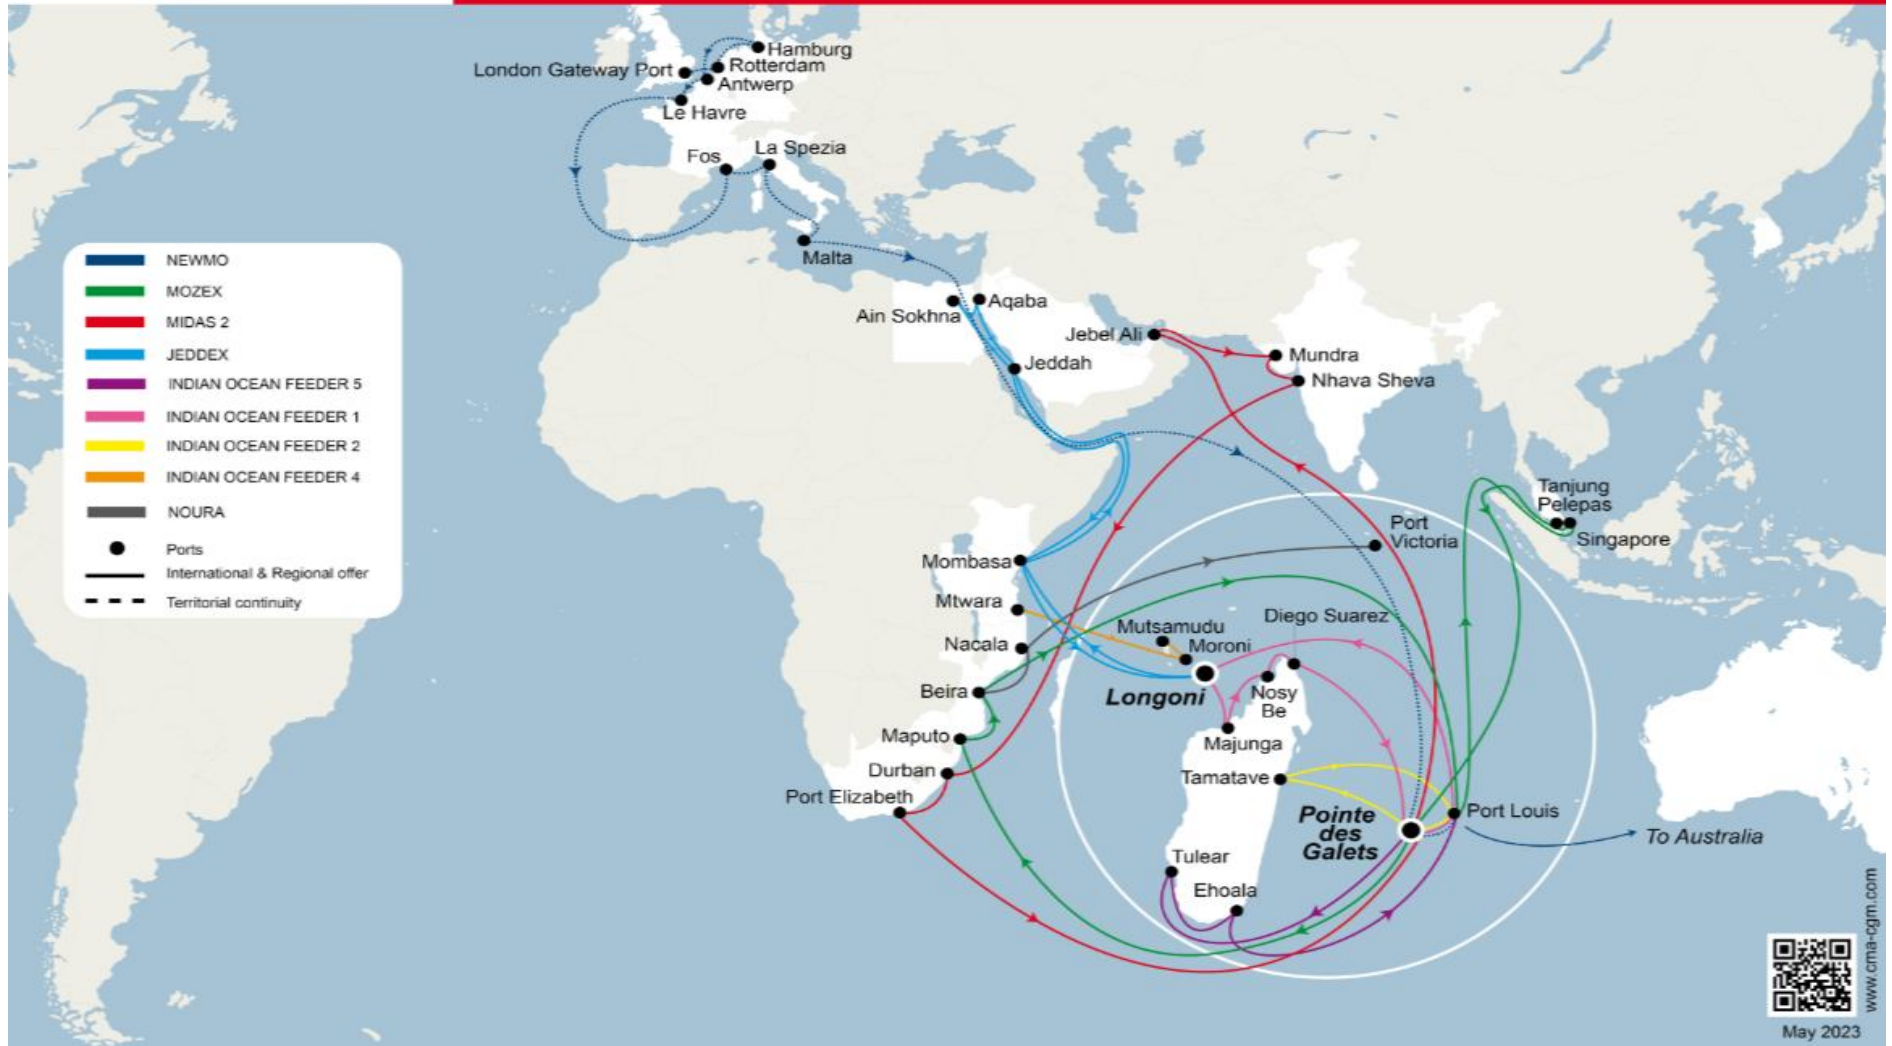 Hamburg
London Gateway Port
Rotterdam
Antwerp
Le Havre
La Spezia
Fos
Malta
NEWMO
MOZEX
MIDAS 2
JEDDEX
INDIAN OCEAN FEEDER 5
INDIAN OCEAN FEEDER 1
INDIAN OCEAN FEEDER 2
INDIAN OCEAN FEEDER 4
NOURA
Ports
International & Regional offer
Territorial continuity
Ain Sokhna
Aqaba
Jeddah
Jebel Ali
Mundra
Nhava Sheva
Tanjung
Pelepas
Singapore
Port
Victoria
Mombasa
Mtwara
Mutsamudu
Moroni
Diego Suarez
Nacala
Beira
Longoni
Nosy
Be
Majunga
Maputo
Durban
Tamatave
Port Elizabeth
Pointe
des
Galets
Port Louis
To Australia
Tulear
Ehoala
www.cma-cgm.com
May 2023